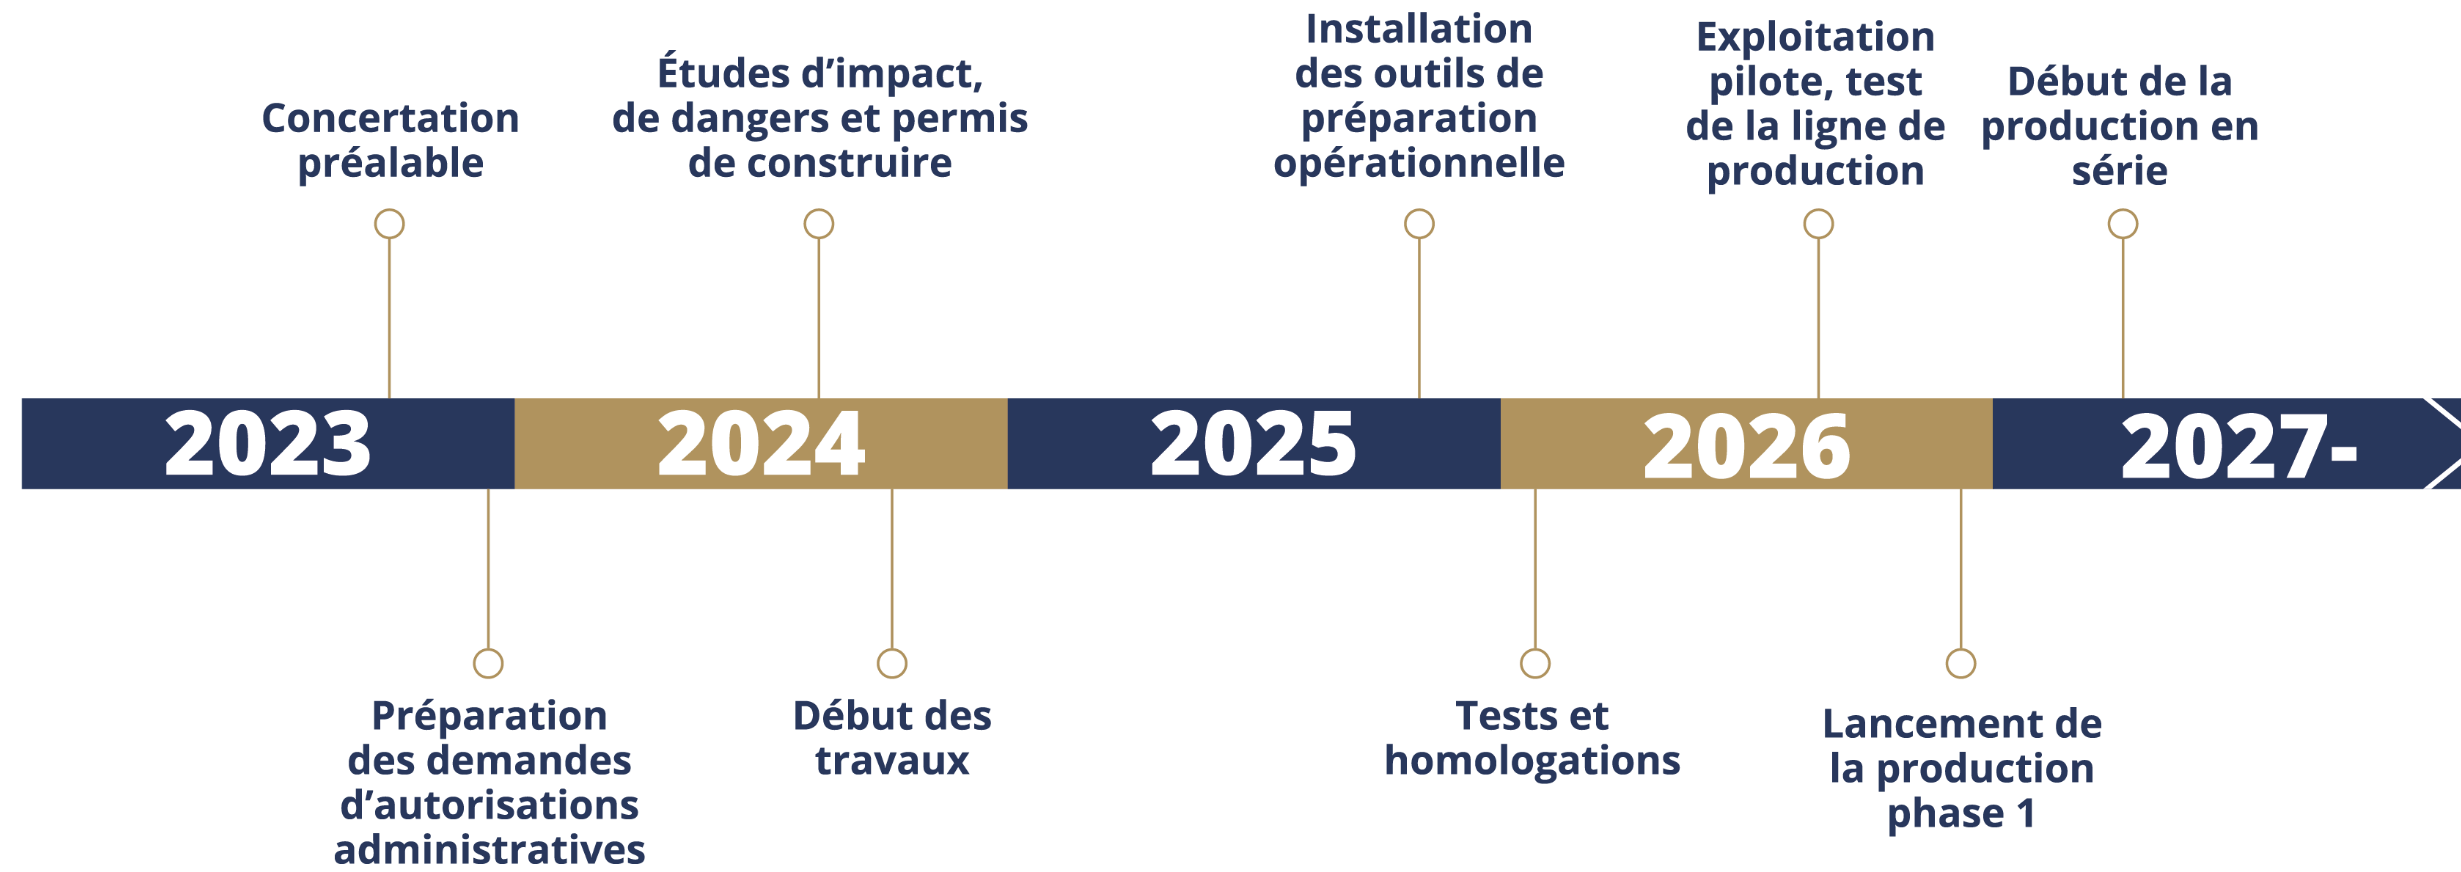 Concertation
préalable
Études d’impact,
de dangers et permis
de construire
Installation
des outils de
préparation
opérationnelle
Exploitation
pilote, test
de la ligne de
production
Début de la
production en
série
2023
2024
2025
2026
2027-
Préparation
des demandes
d’autorisations
administratives
Début des
travaux
Tests et
homologations
Lancement de
la production
phase 1